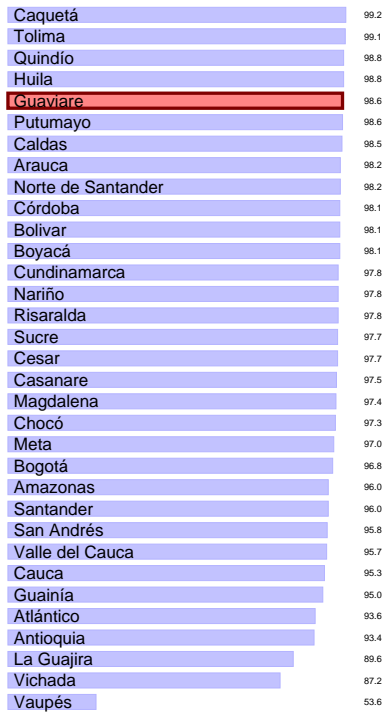 Caquetá 99.2
Tolima 99.1
Quindío 98.8
Huila 98.8
Guaviare 98.6
Putumayo 98.6
Caldas 98.5
Arauca 98.2
Norte de Santander 98.2
Córdoba 98.1
Bolivar 98.1
Boyacá 98.1
Cundinamarca 97.8
Nariño 97.8
Risaralda 97.8
Sucre 97.7
Cesar 97.7
Casanare 97.5
Magdalena 97.4
Chocó 97.3
Meta 97.0
Bogotá 96.8
Amazonas 96.0
Santander 96.0
San Andrés 95.8
Valle del Cauca 95.7
Cauca 95.3
Guainía 95.0
Atlántico 93.6
Antioquia 93.4
La Guajira 89.6
Vichada 87.2
Vaupés 53.6